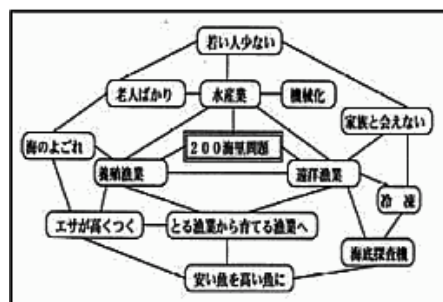 若い人少ない
老人ばかり
水産業
機械化
家族と会えない
海のよごれ
200海里問題
養殖漁業
遠洋漁業
冷 凍
エサが高くつく
とる漁業から育てる漁業へ
海底探査機
安い魚を高い魚に